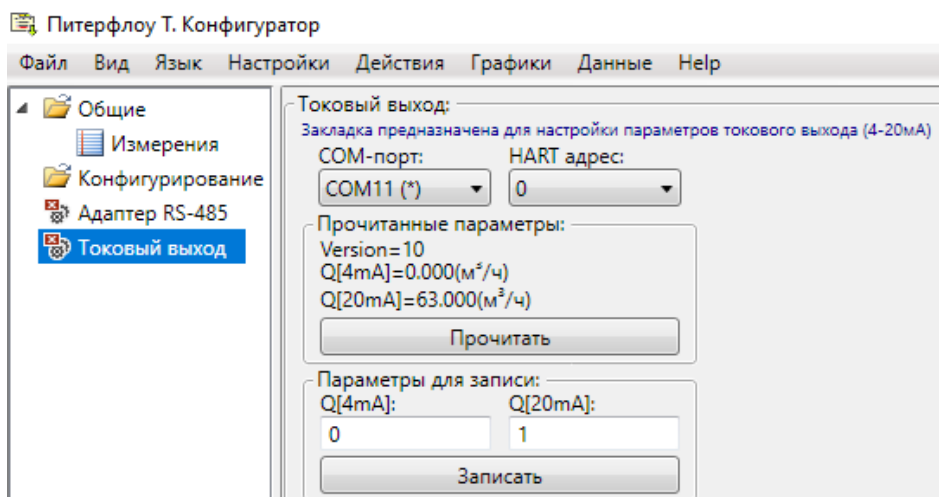 Питерфлоу Т. Конфигуратор
Файл Вид Язык Настройки Действия Графики Данные Help
Общие
Измерения
Конфигурирование
Адаптер RS-485
Токовый выход
Токовый выход:
Закладка предназначена для настройки параметров токового выхода (4-20мА)
COM-порт: HART адрес:
COM11 (*) 0
Прочитанные параметры:
Version=10
Q[4mA]=0.000(м³/ч)
Q[20mA]=63.000(м³/ч)
Прочитать
Параметры для записи:
Q[4mA]: Q[20mA]:
0 1
Записать